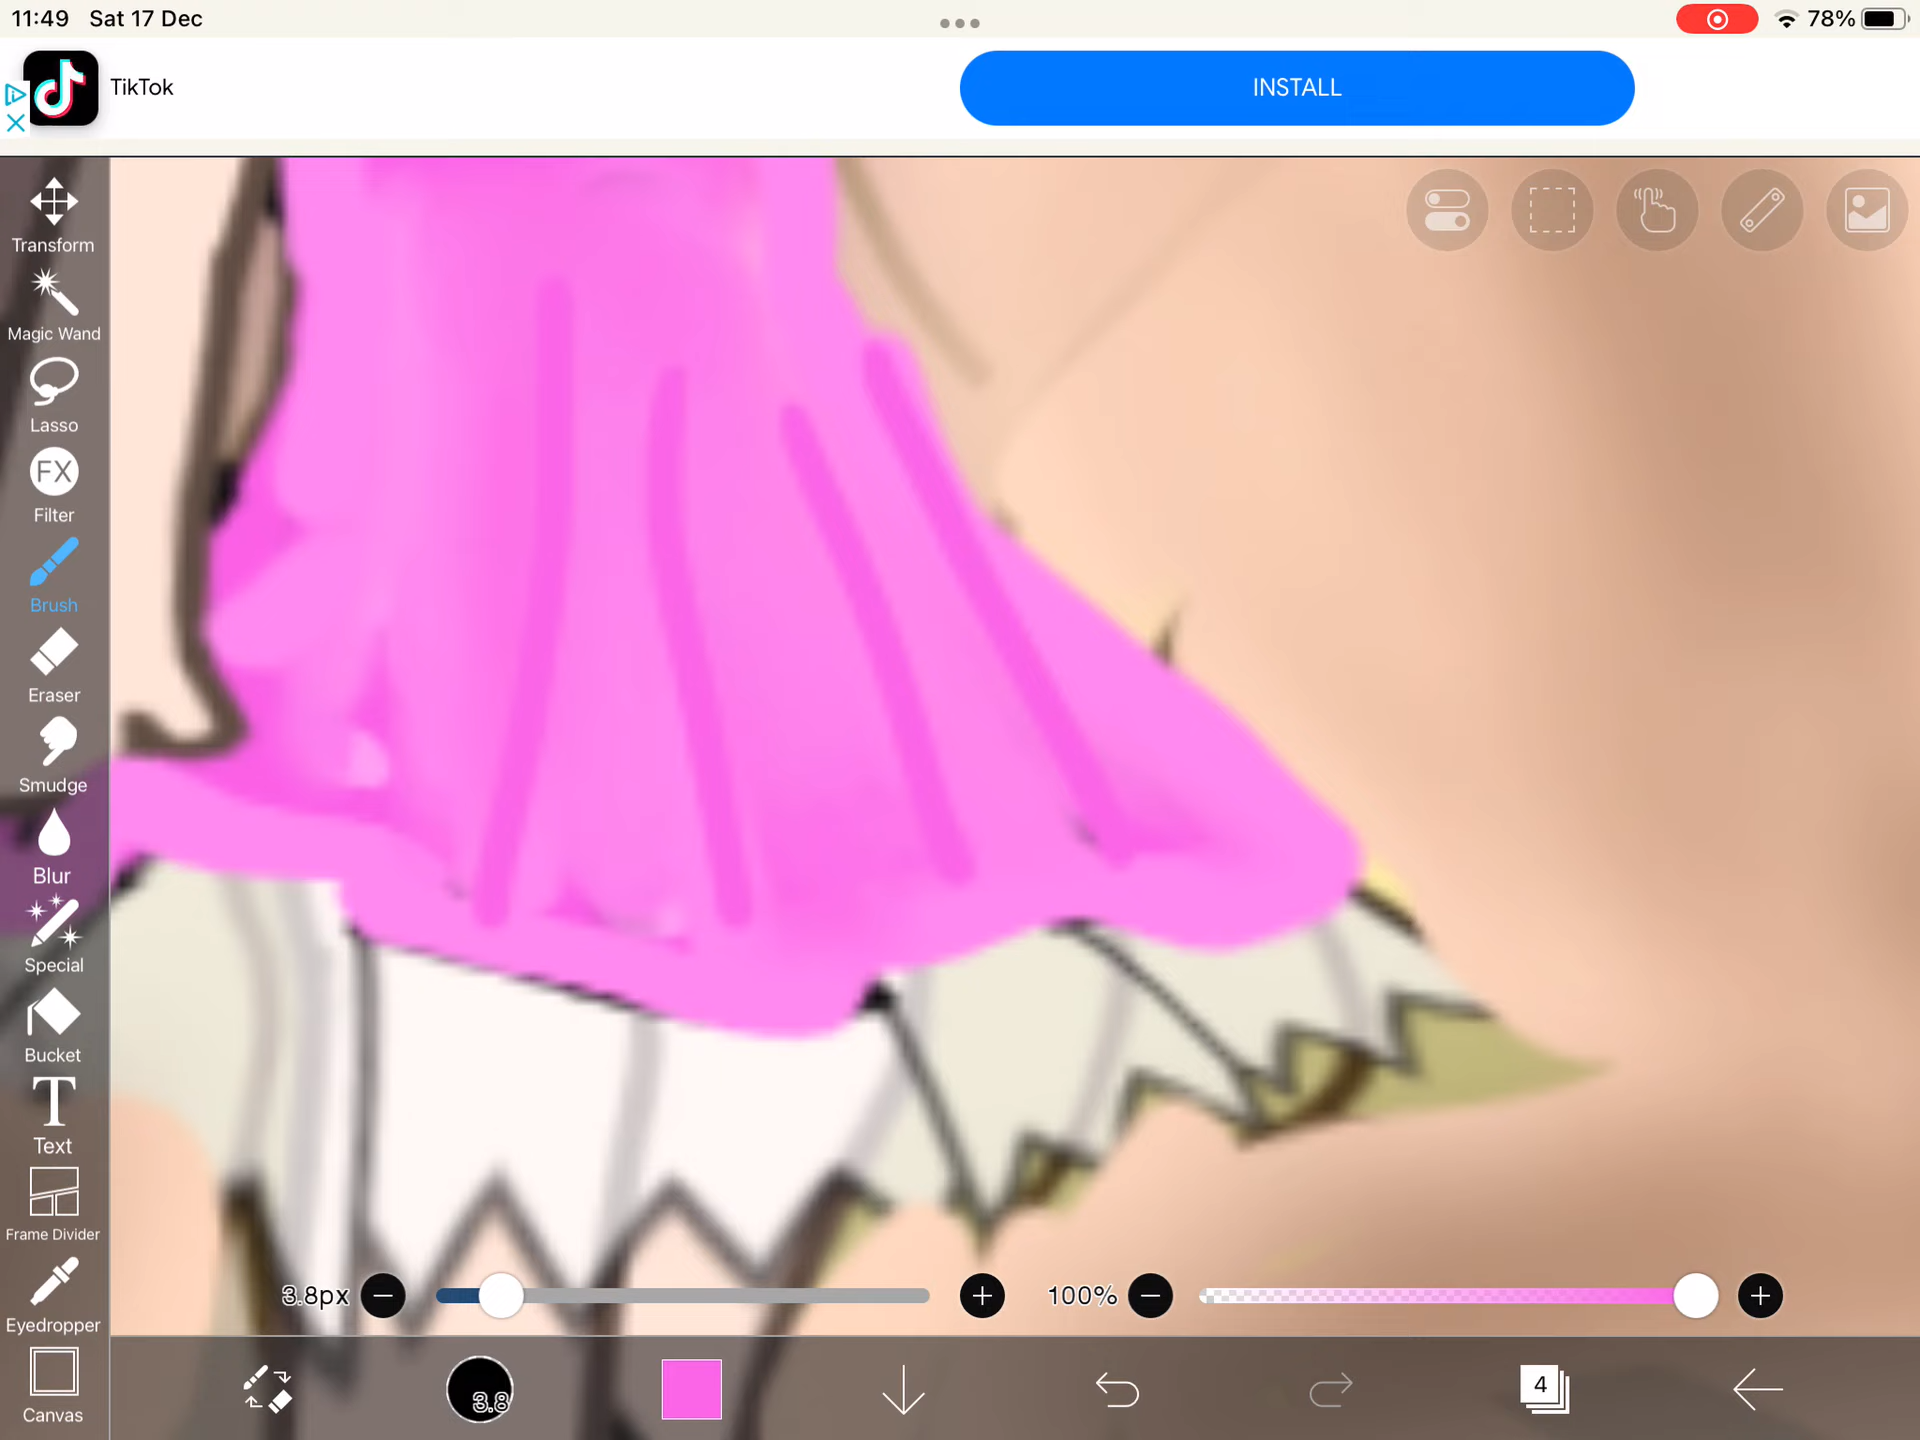 11:49 Sat 17 Dec
78%
TikTok
INSTALL
Transform
Magic Wand
Lasso
FX
Filter
Brush
Eraser
Smudge
Blur
Special
Bucket
T
Text
Frame Divider
Eyedropper
Canvas
3.8px
100%
3.8
4